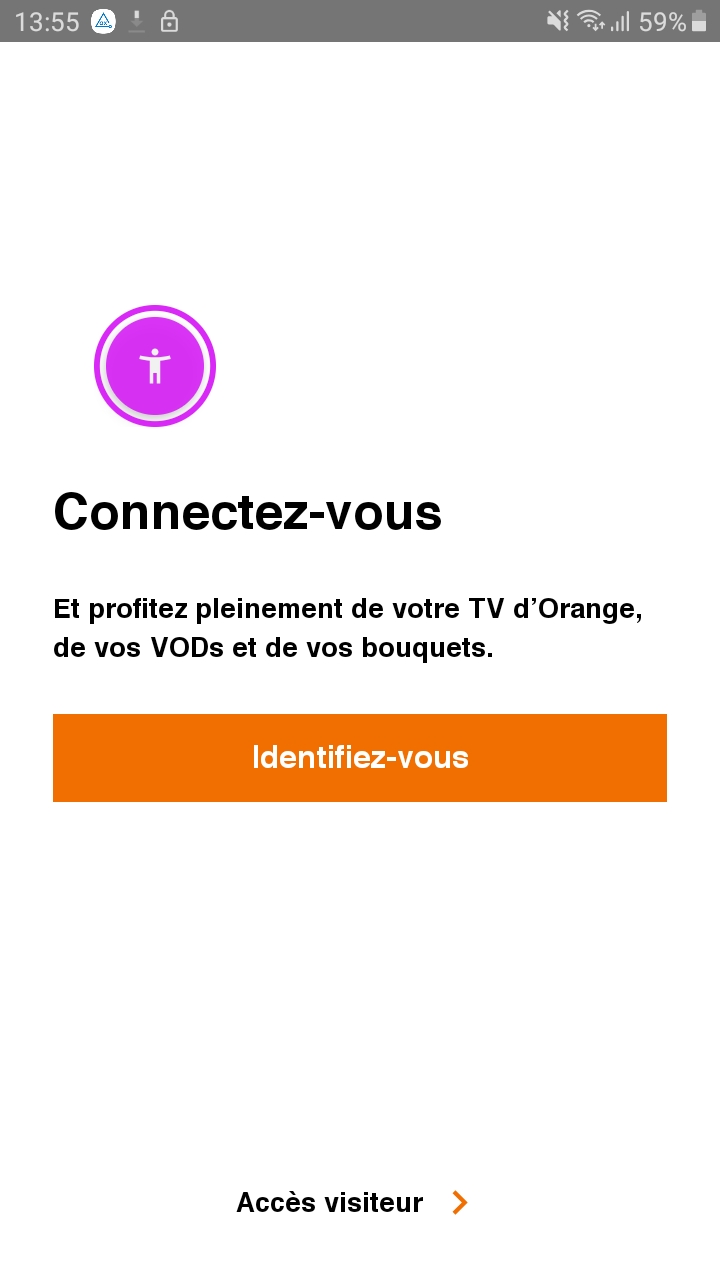 13:55 59%
Connectez-vous
Et profitez pleinement de votre TV d’Orange,
de vos VODs et de vos bouquets.
Identifiez-vous
Accès visiteur